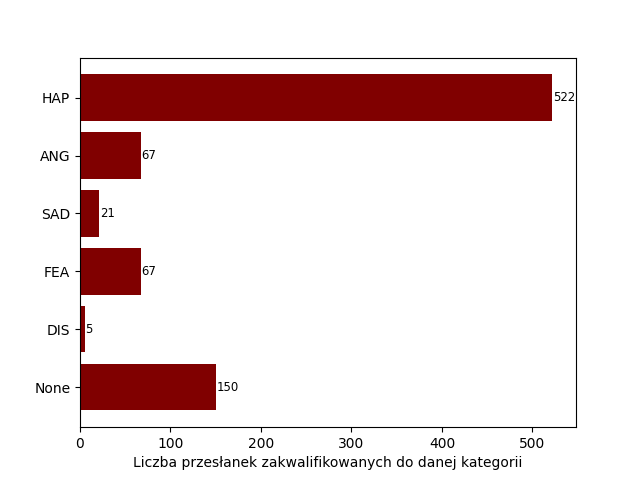 HAP 522
ANG 67
SAD 21
FEA 67
DIS 5
None 150
0 100 200 300 400 500
Liczba przesłanek zakwalifikowanych do danej kategorii